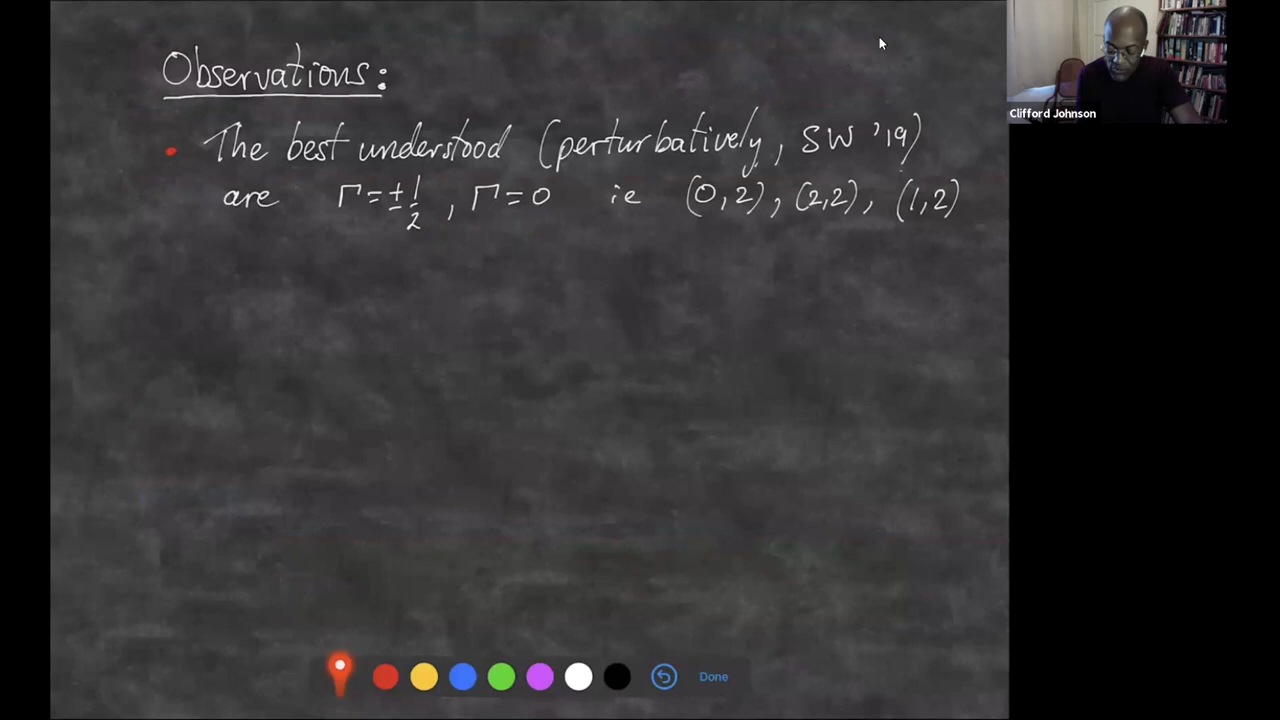 Observations:
• The best understood (perturbatively, SW '19)
are Γ=±1/2, Γ=0 ie (0,2), (2,2), (1,2)
Clifford Johnson
Done